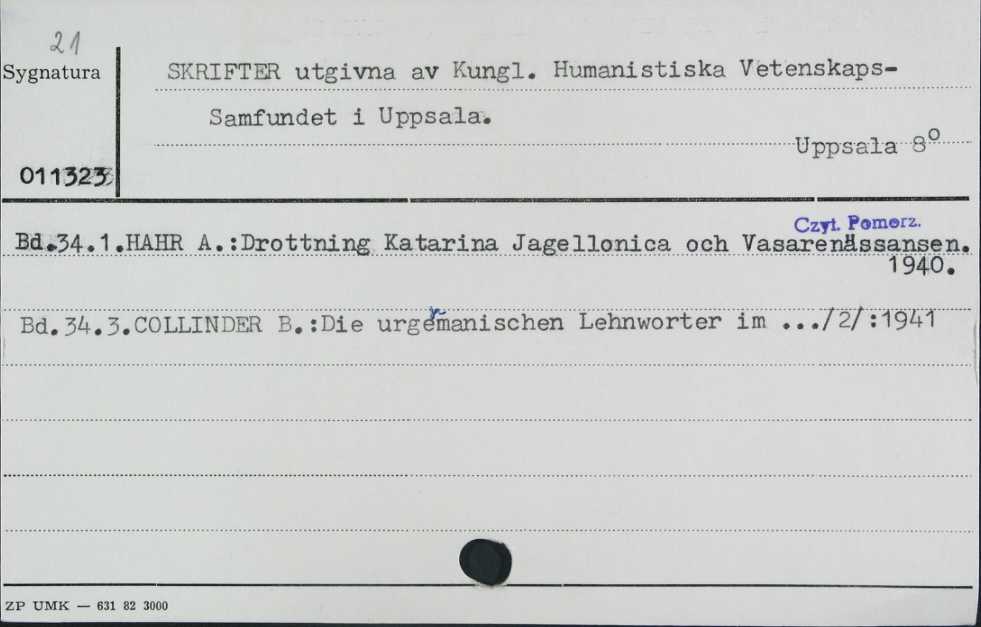 21
Sygnatura
SKRIFTER utgivna av Kungl. Humanistiska Vetenskaps-
Samfundet i Uppsala.
Uppsala 8º
011323
Czyt. Pomorz.
Bd.34.1.HAHR A.:Drottning Katarina Jagellonica och Vasarenässansen.
1940.
Bd.34.3.COLLINDER B.:Die urgermanischen Lehnworter im .../2/:1941
ZP UMK — 631 82 3000